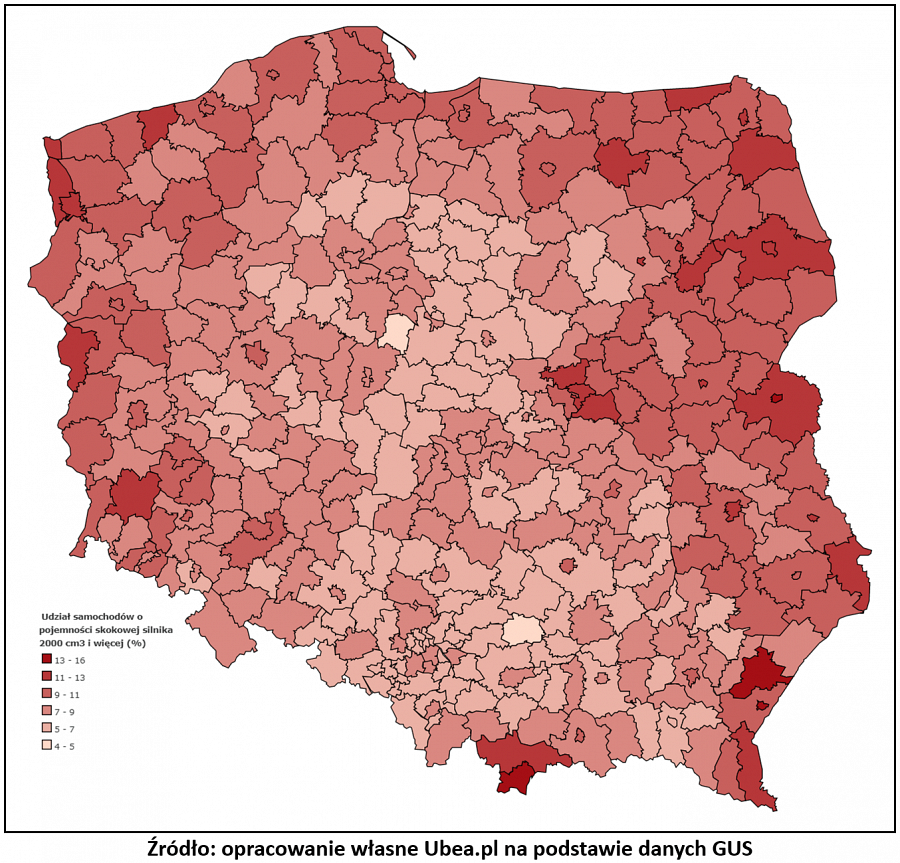 Udział samochodów o
pojemności skokowej silnika
2000 cm3 i więcej (%)
13 - 16
11 - 13
9 - 11
7 - 9
5 - 7
4 - 5
Źródło: opracowanie własne Ubea.pl na podstawie danych GUS